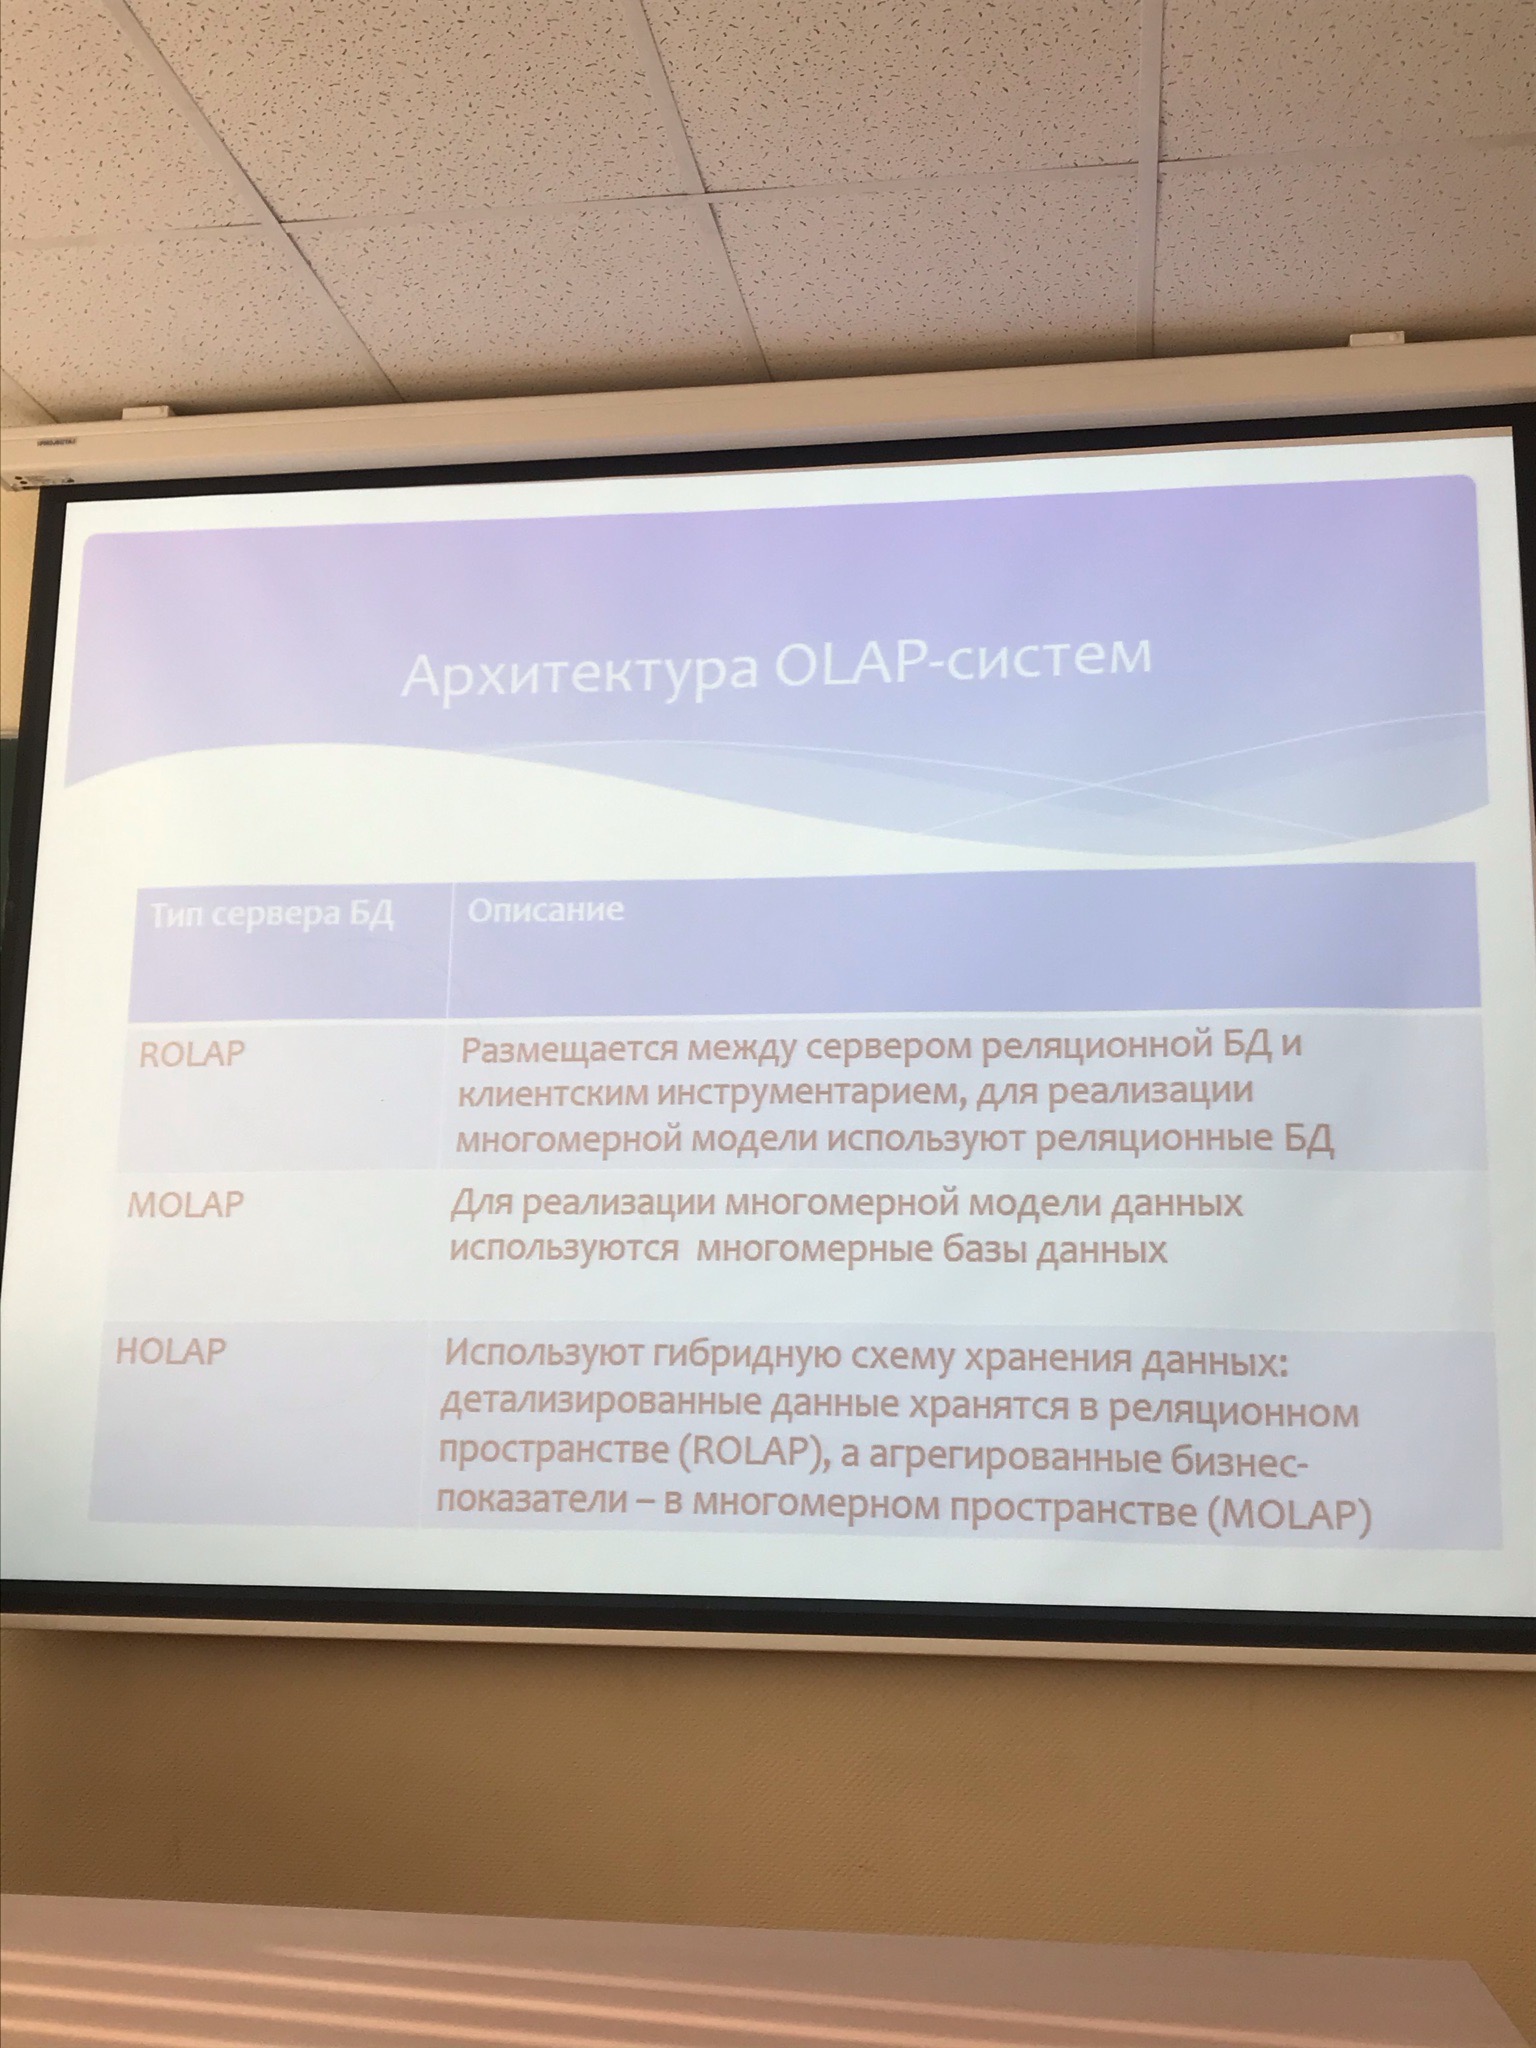 Архитектура OLAP-систем
Тип сервера БД
Описание
ROLAP
Размещается между сервером реляционной БД и
клиентским инструментарием, для реализации
многомерной модели используют реляционные БД
MOLAP
Для реализации многомерной модели данных
используются многомерные базы данных
HOLAP
Используют гибридную схему хранения данных:
детализированные данные хранятся в реляционном
пространстве (ROLAP), а агрегированные бизнес-
показатели – в многомерном пространстве (MOLAP)